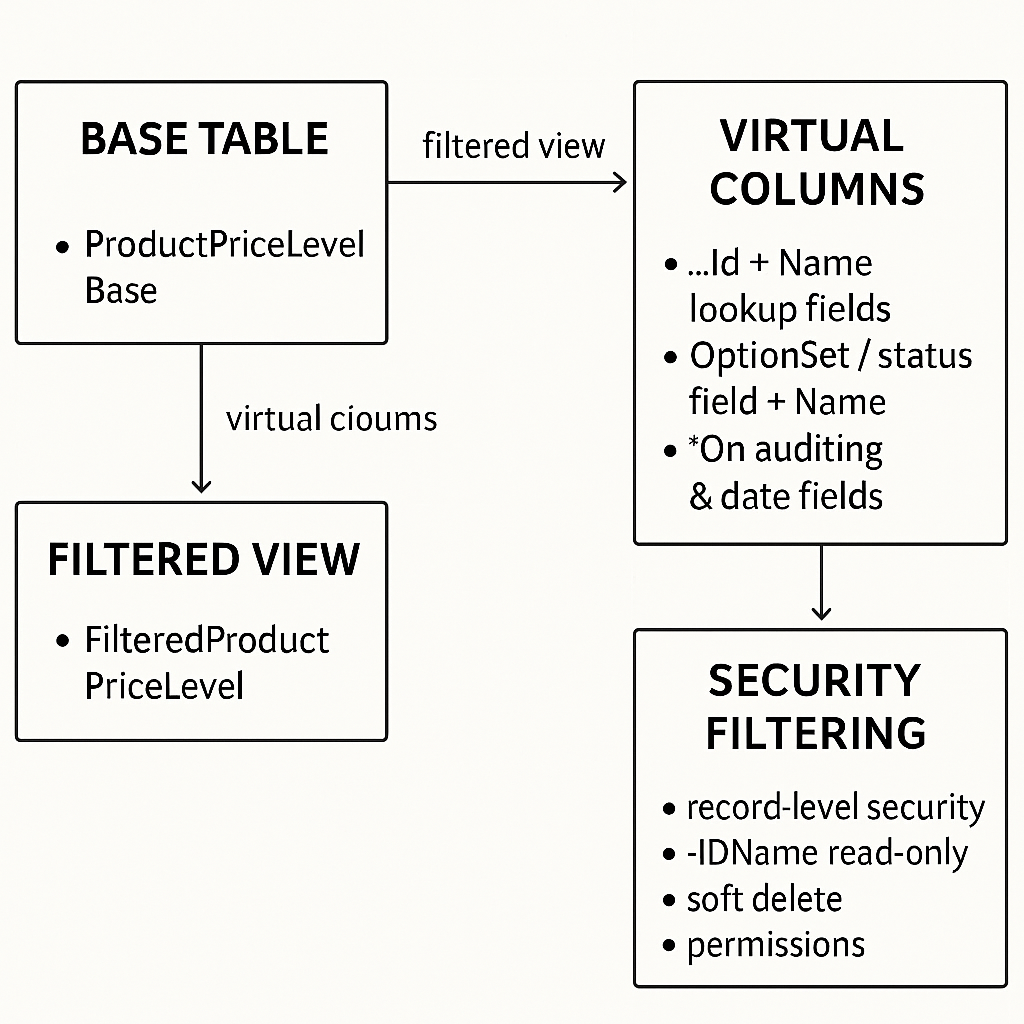 BASE TABLE
• ProductPriceLevel
Base
filtered view
VIRTUAL
COLUMNS
• ...Id + Name
lookup fields
• OptionSet / status
field + Name
• *On auditing
& date fields
virtual cioums
FILTERED VIEW
• FilteredProduct
PriceLevel
SECURITY
FILTERING
• record-level security
• -IDName read-only
• soft delete
• permissions